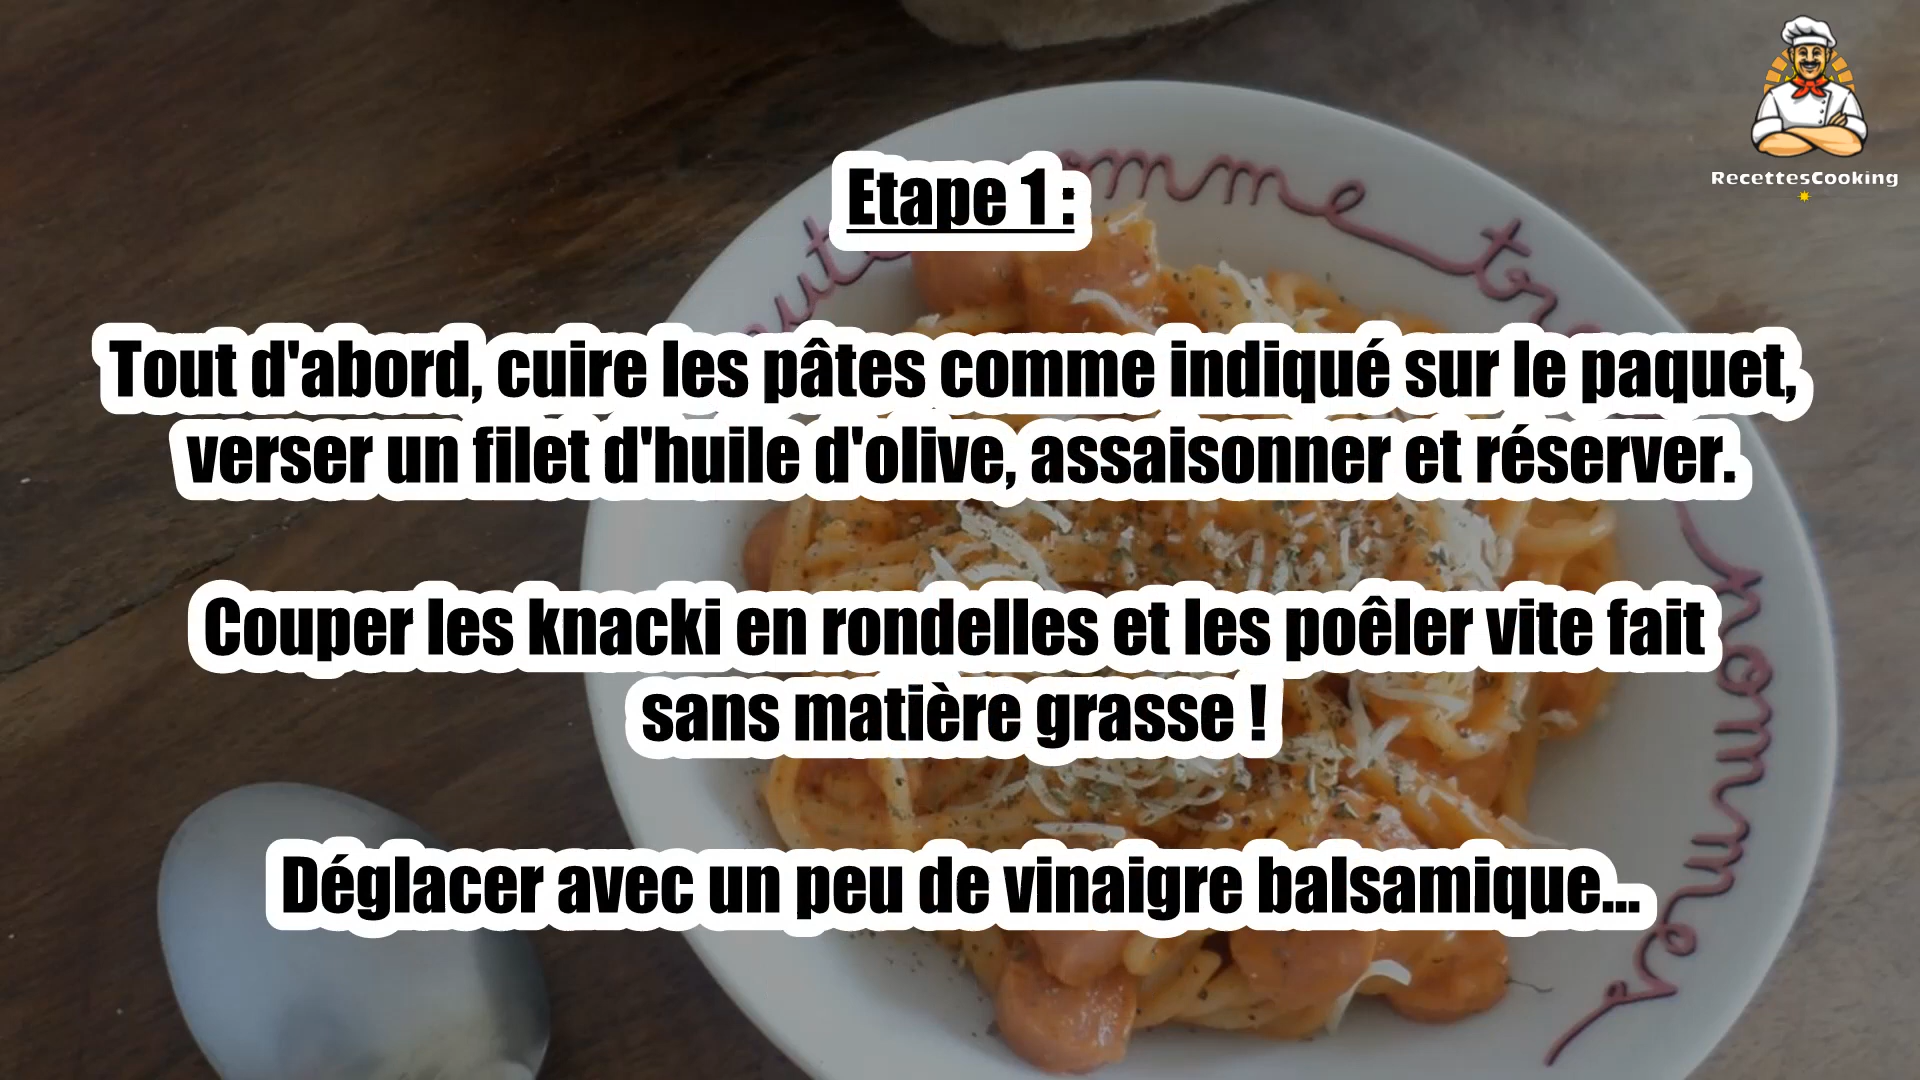 RecettesCooking
Etape 1 :
Tout d'abord, cuire les pâtes comme indiqué sur le paquet,
verser un filet d'huile d'olive, assaisonner et réserver.
Couper les knacki en rondelles et les poêler vite fait
sans matière grasse !
Déglacer avec un peu de vinaigre balsamique...